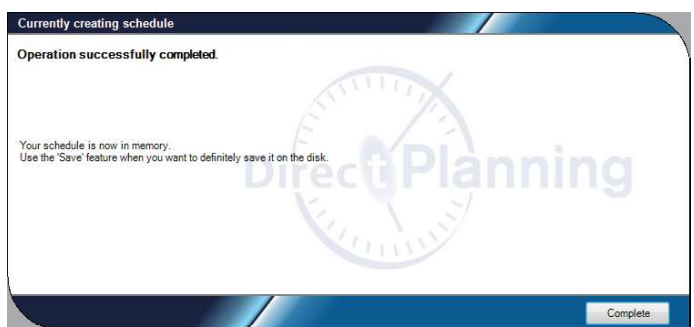 Currently creating schedule
Operation successfully completed.
Your schedule is now in memory.
Use the 'Save' feature when you want to definitely save it on the disk.
DirectPlanning
Complete